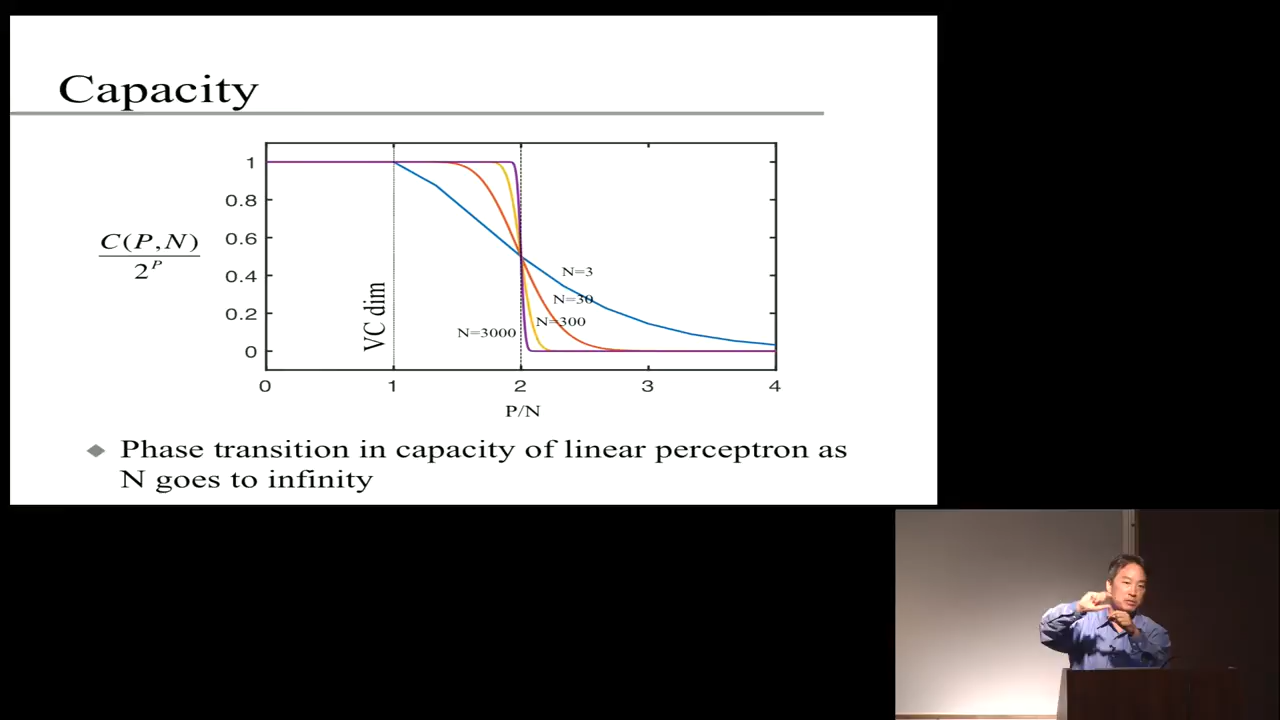 Capacity
C(P,N)
2^P
1
0.8
0.6
0.4
0.2
0
VC dim
N=3
N=30
N=300
N=3000
0 1 2 3 4
P/N
Phase transition in capacity of linear perceptron as
N goes to infinity